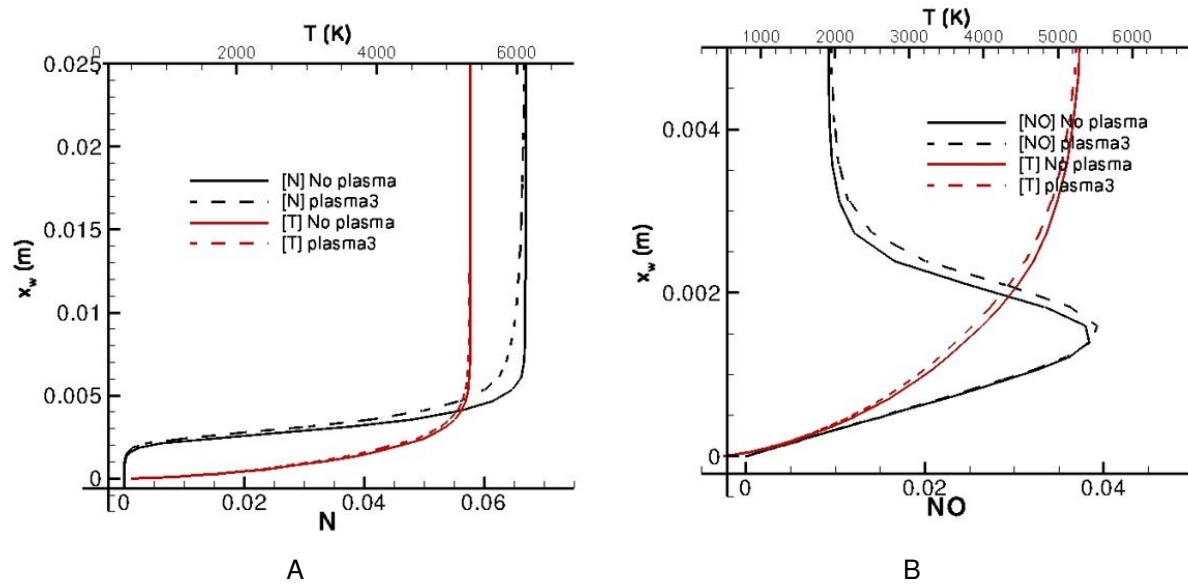 T (K)
0 2000 4000 6000
0.025
0.02
0.015
0.01
0.005
0
x_w (m)
[N] No plasma
[N] plasma3
[T] No plasma
[T] plasma3
0 0.02 0.04 0.06
N
A
T (K)
1000 2000 3000 4000 5000 6000
0.004
0.002
0
x_w (m)
[NO] No plasma
[NO] plasma3
[T] No plasma
[T] plasma3
0 0.02 0.04
NO
B